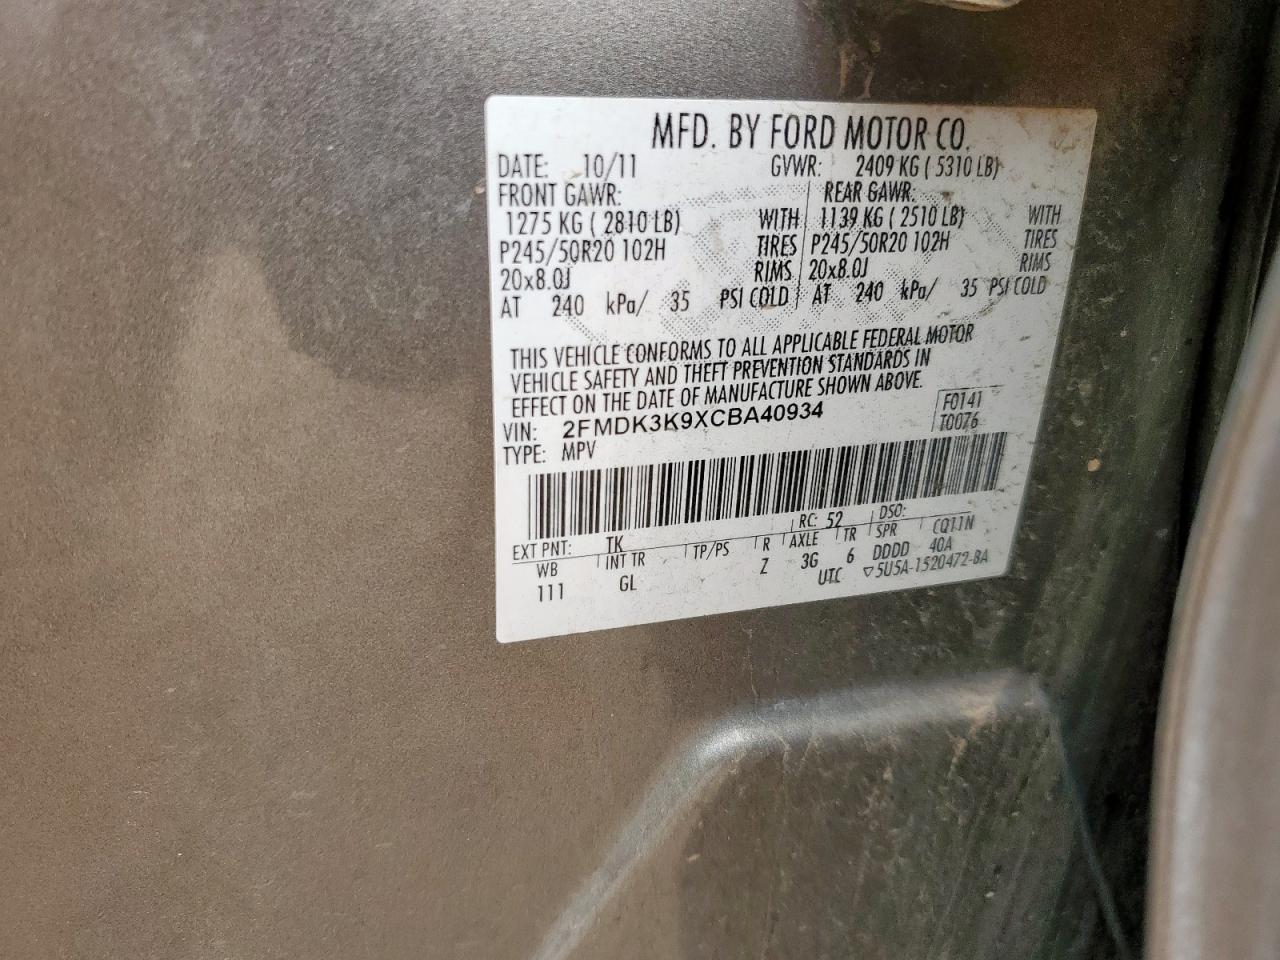 MFD. BY FORD MOTOR CO.
DATE: 10/11 GVWR: 2409 KG ( 5310 LB)
FRONT GAWR: REAR GAWR:
1275 KG ( 2810 LB) WITH 1139 KG ( 2510 LB) WITH
P245/50R20 102H TIRES P245/50R20 102H TIRES
20x8.0J RIMS 20x8.0J RIMS
AT 240 kPa/ 35 PSI COLD AT 240 kPa/ 35 PSI COLD
THIS VEHICLE CONFORMS TO ALL APPLICABLE FEDERAL MOTOR
VEHICLE SAFETY AND THEFT PREVENTION STANDARDS IN
EFFECT ON THE DATE OF MANUFACTURE SHOWN ABOVE.
VIN: 2FMDK3K9XCBA40934 F0141
TYPE: MPV T0076
EXT PNT: TK RC: 52 DSO:
WB INT TR TP/PS R AXLE TR SPR CQ11N
111 GL Z 3G 6 DDDD 40A
UTC ▽5U5A-1520472-BA